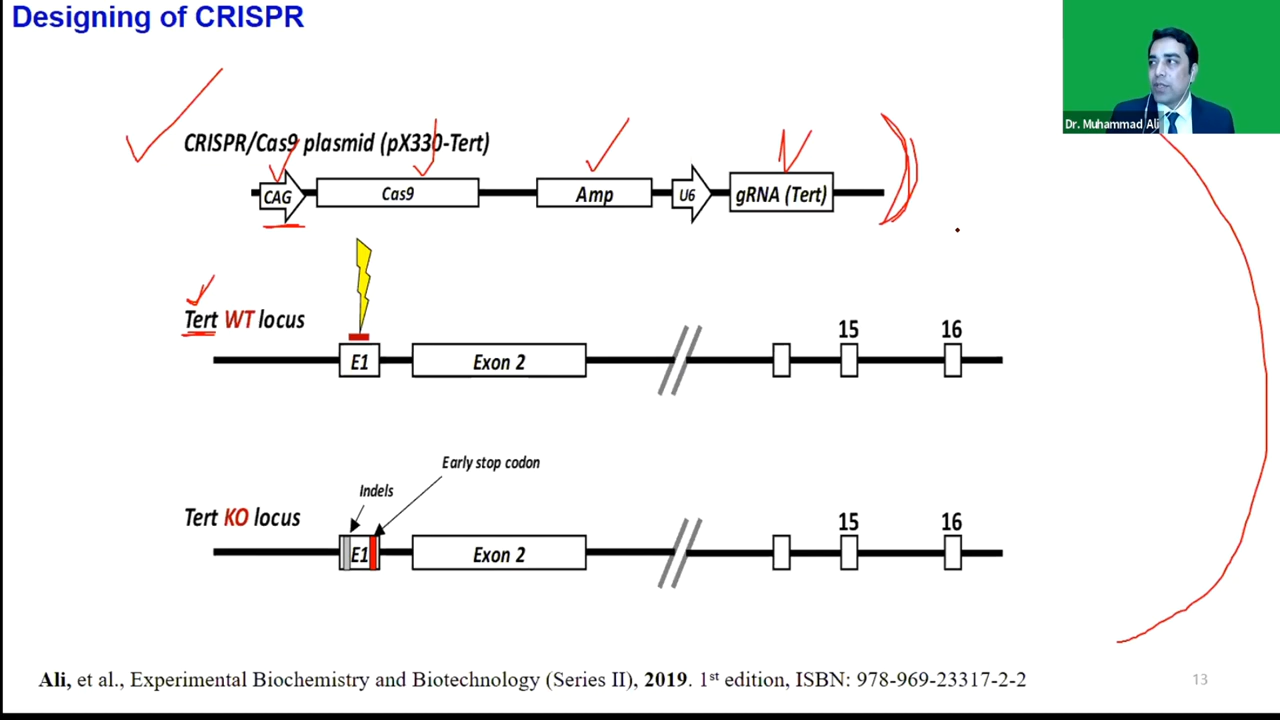 Designing of CRISPR
Dr. Muhammad Ali
CRISPR/Cas9 plasmid (pX330-Tert)
CAG
Cas9
Amp
U6
gRNA (Tert)
Tert WT locus
15
16
E1
Exon 2
Early stop codon
Indels
Tert KO locus
15
16
E1
Exon 2
Ali, et al., Experimental Biochemistry and Biotechnology (Series II), 2019. 1st edition, ISBN: 978-969-23317-2-2
13